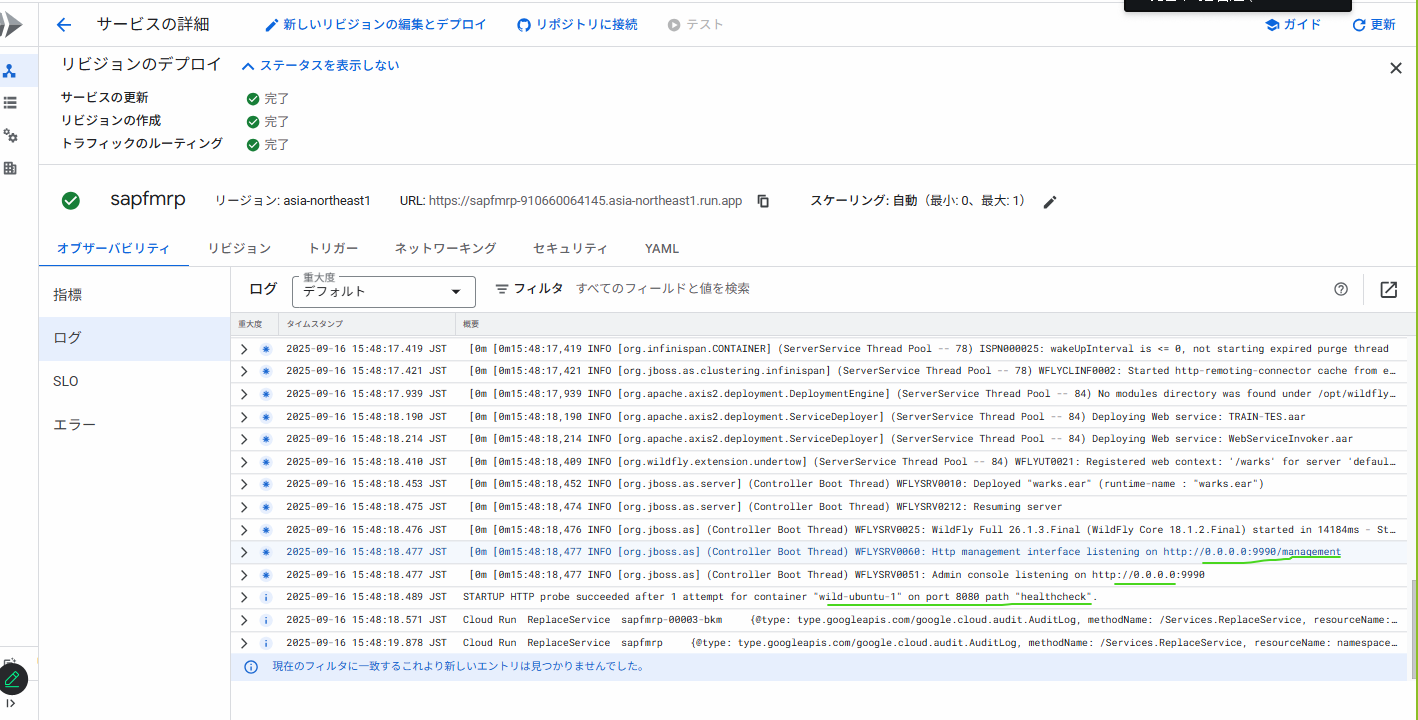 サービスの詳細 新しいリビジョンの編集とデプロイ リポジトリに接続 テスト ガイド 更新
リビジョンのデプロイ ステータスを表示しない
サービスの更新 完了
リビジョンの作成 完了
トラフィックのルーティング 完了
sapfmrp リージョン: asia-northeast1 URL: https://sapfmrp-910660064145.asia-northeast1.run.app スケーリング: 自動（最小: 0、最大: 1）
オブザーバビリティ リビジョン トリガー ネットワーキング セキュリティ YAML
指標
ログ
SLO
エラー
ログ 重大度 デフォルト フィルタ すべてのフィールドと値を検索
重大度 タイムスタンプ 概要
2025-09-16 15:48:17.419 JST [0m [0m15:48:17,419 INFO [org.infinispan.CONTAINER] (ServerService Thread Pool -- 78) ISPN000025: wakeUpInterval is <= 0, not starting expired purge thread
2025-09-16 15:48:17.421 JST [0m [0m15:48:17,421 INFO [org.jboss.as.clustering.infinispan] (ServerService Thread Pool -- 78) WFLYCLINF0002: Started http-remoting-connector cache from e…
2025-09-16 15:48:17.939 JST [0m [0m15:48:17,939 INFO [org.apache.axis2.deployment.DeploymentEngine] (ServerService Thread Pool -- 84) No modules directory was found under /opt/wildfly…
2025-09-16 15:48:18.190 JST [0m [0m15:48:18,190 INFO [org.apache.axis2.deployment.ServiceDeployer] (ServerService Thread Pool -- 84) Deploying Web service: TRAIN-TES.aar
2025-09-16 15:48:18.214 JST [0m [0m15:48:18,214 INFO [org.apache.axis2.deployment.ServiceDeployer] (ServerService Thread Pool -- 84) Deploying Web service: WebServiceInvoker.aar
2025-09-16 15:48:18.410 JST [0m [0m15:48:18,409 INFO [org.wildfly.extension.undertow] (ServerService Thread Pool -- 84) WFLYUT0021: Registered web context: '/warks' for server 'defaul…
2025-09-16 15:48:18.453 JST [0m [0m15:48:18,452 INFO [org.jboss.as.server] (Controller Boot Thread) WFLYSRV0010: Deployed "warks.ear" (runtime-name : "warks.ear")
2025-09-16 15:48:18.475 JST [0m [0m15:48:18,474 INFO [org.jboss.as.server] (Controller Boot Thread) WFLYSRV0212: Resuming server
2025-09-16 15:48:18.476 JST [0m [0m15:48:18,476 INFO [org.jboss.as] (Controller Boot Thread) WFLYSRV0025: WildFly Full 26.1.3.Final (WildFly Core 18.1.2.Final) started in 14184ms - St…
2025-09-16 15:48:18.477 JST [0m [0m15:48:18,477 INFO [org.jboss.as] (Controller Boot Thread) WFLYSRV0060: Http management interface listening on http://0.0.0.0:9990/management
2025-09-16 15:48:18.477 JST [0m [0m15:48:18,477 INFO [org.jboss.as] (Controller Boot Thread) WFLYSRV0051: Admin console listening on http://0.0.0.0:9990
2025-09-16 15:48:18.489 JST STARTUP HTTP probe succeeded after 1 attempt for container "wild-ubuntu-1" on port 8080 path "healthcheck".
2025-09-16 15:48:18.571 JST Cloud Run ReplaceService sapfmrp-00003-bkm {@type: type.googleapis.com/google.cloud.audit.AuditLog, methodName: /Services.ReplaceService, resourceName:…
2025-09-16 15:48:19.878 JST Cloud Run ReplaceService sapfmrp {@type: type.googleapis.com/google.cloud.audit.AuditLog, methodName: /Services.ReplaceService, resourceName: namespace…
現在のフィルタに一致するこれより新しいエントリは見つかりませんでした。